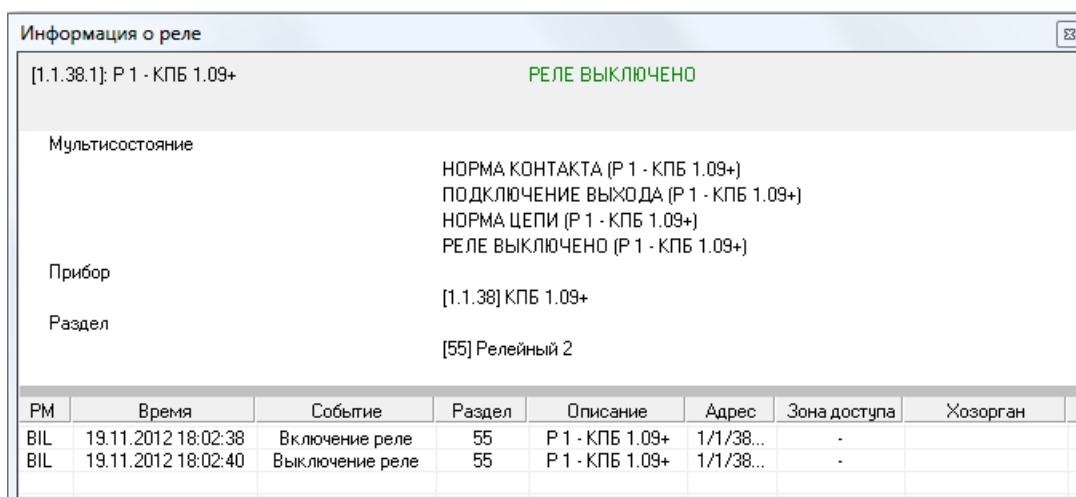 Информация о реле
[1.1.38.1]: Р 1 - КПБ 1.09+ РЕЛЕ ВЫКЛЮЧЕНО
Мультисостояние
НОРМА КОНТАКТА (Р 1 - КПБ 1.09+)
ПОДКЛЮЧЕНИЕ ВЫХОДА (Р 1 - КПБ 1.09+)
НОРМА ЦЕПИ (Р 1 - КПБ 1.09+)
РЕЛЕ ВЫКЛЮЧЕНО (Р 1 - КПБ 1.09+)
Прибор
[1.1.38] КПБ 1.09+
Раздел
[55] Релейный 2
РМ Время Событие Раздел Описание Адрес Зона доступа Хозорган
BIL 19.11.2012 18:02:38 Включение реле 55 Р 1 - КПБ 1.09+ 1/1/38... -
BIL 19.11.2012 18:02:40 Выключение реле 55 Р 1 - КПБ 1.09+ 1/1/38... -